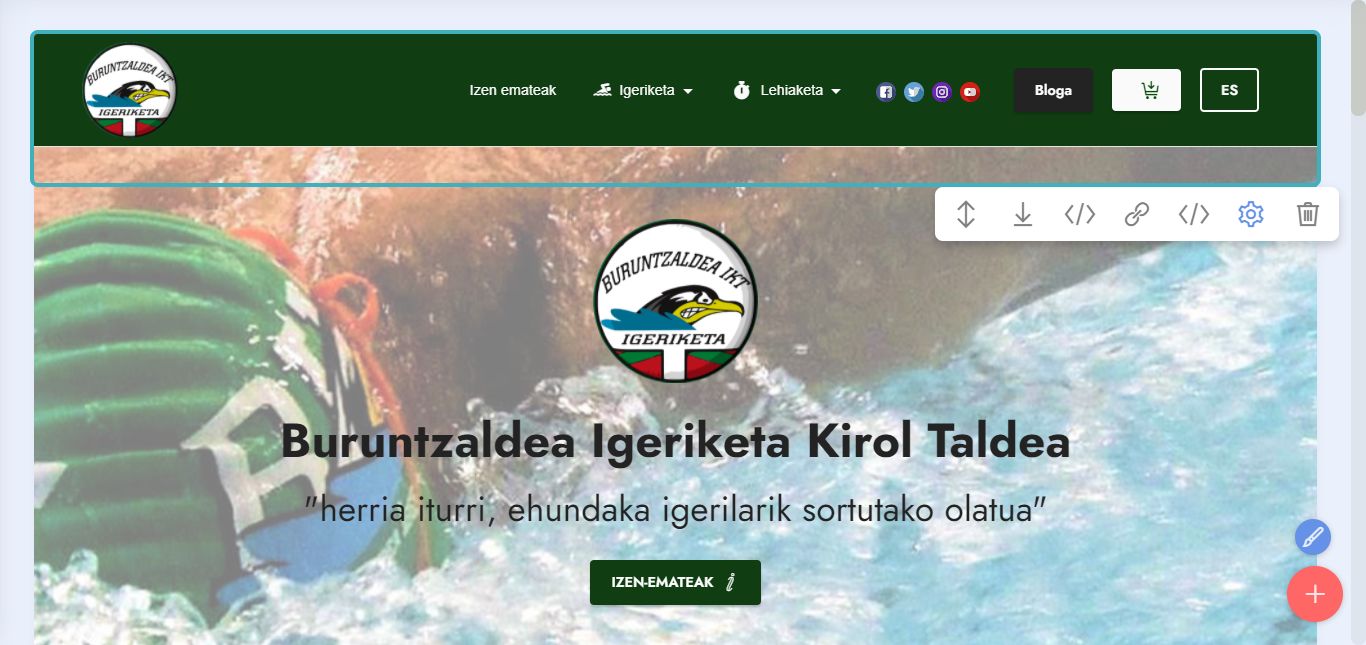 BURUNTZALDEA IKT
IGERIKETA
Izen emateak
Igeriketa
Lehiaketa
Bloga
ES
BURUNTZALDEA IKT
IGERIKETA
Buruntzaldea Igeriketa Kirol Taldea
"herria iturri, ehundaka igerilarik sortutako olatua"
IZEN-EMATEAK